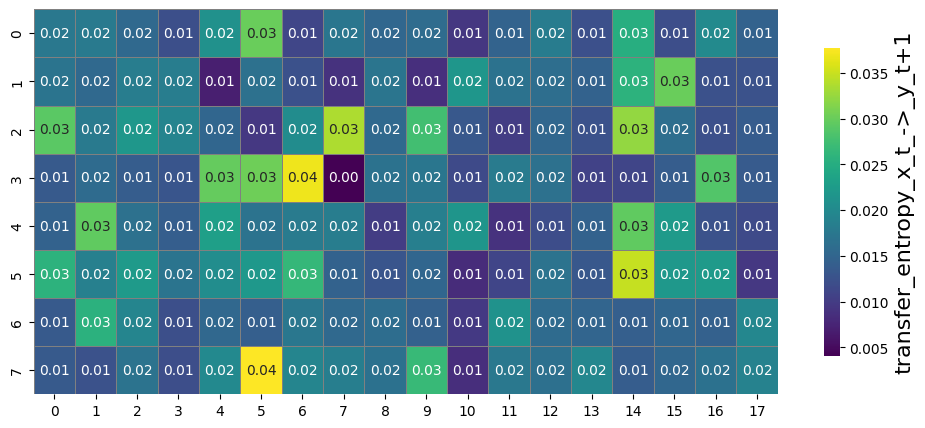 0 0.02 0.02 0.02 0.01 0.02 0.03 0.01 0.02 0.02 0.02 0.01 0.01 0.02 0.01 0.03 0.01 0.02 0.01
1 0.02 0.02 0.02 0.02 0.01 0.02 0.01 0.01 0.02 0.01 0.02 0.02 0.02 0.01 0.03 0.03 0.01 0.01
2 0.03 0.02 0.02 0.02 0.02 0.01 0.02 0.03 0.02 0.03 0.01 0.01 0.02 0.01 0.03 0.02 0.01 0.01
3 0.01 0.02 0.01 0.01 0.03 0.03 0.04 0.00 0.02 0.02 0.01 0.02 0.02 0.01 0.01 0.01 0.03 0.01
4 0.01 0.03 0.02 0.01 0.02 0.02 0.02 0.02 0.01 0.02 0.02 0.01 0.01 0.01 0.03 0.02 0.01 0.01
5 0.03 0.02 0.02 0.02 0.02 0.02 0.03 0.01 0.01 0.02 0.01 0.01 0.02 0.01 0.03 0.02 0.02 0.01
6 0.01 0.03 0.02 0.01 0.02 0.01 0.02 0.02 0.02 0.01 0.01 0.02 0.02 0.01 0.01 0.01 0.01 0.02
7 0.01 0.01 0.02 0.01 0.02 0.04 0.02 0.02 0.02 0.03 0.01 0.02 0.02 0.02 0.01 0.02 0.02 0.02
0 1 2 3 4 5 6 7 8 9 10 11 12 13 14 15 16 17
0.035
0.030
0.025
0.020
0.015
0.010
0.005
transfer_entropy_x_t_->_y_t+1